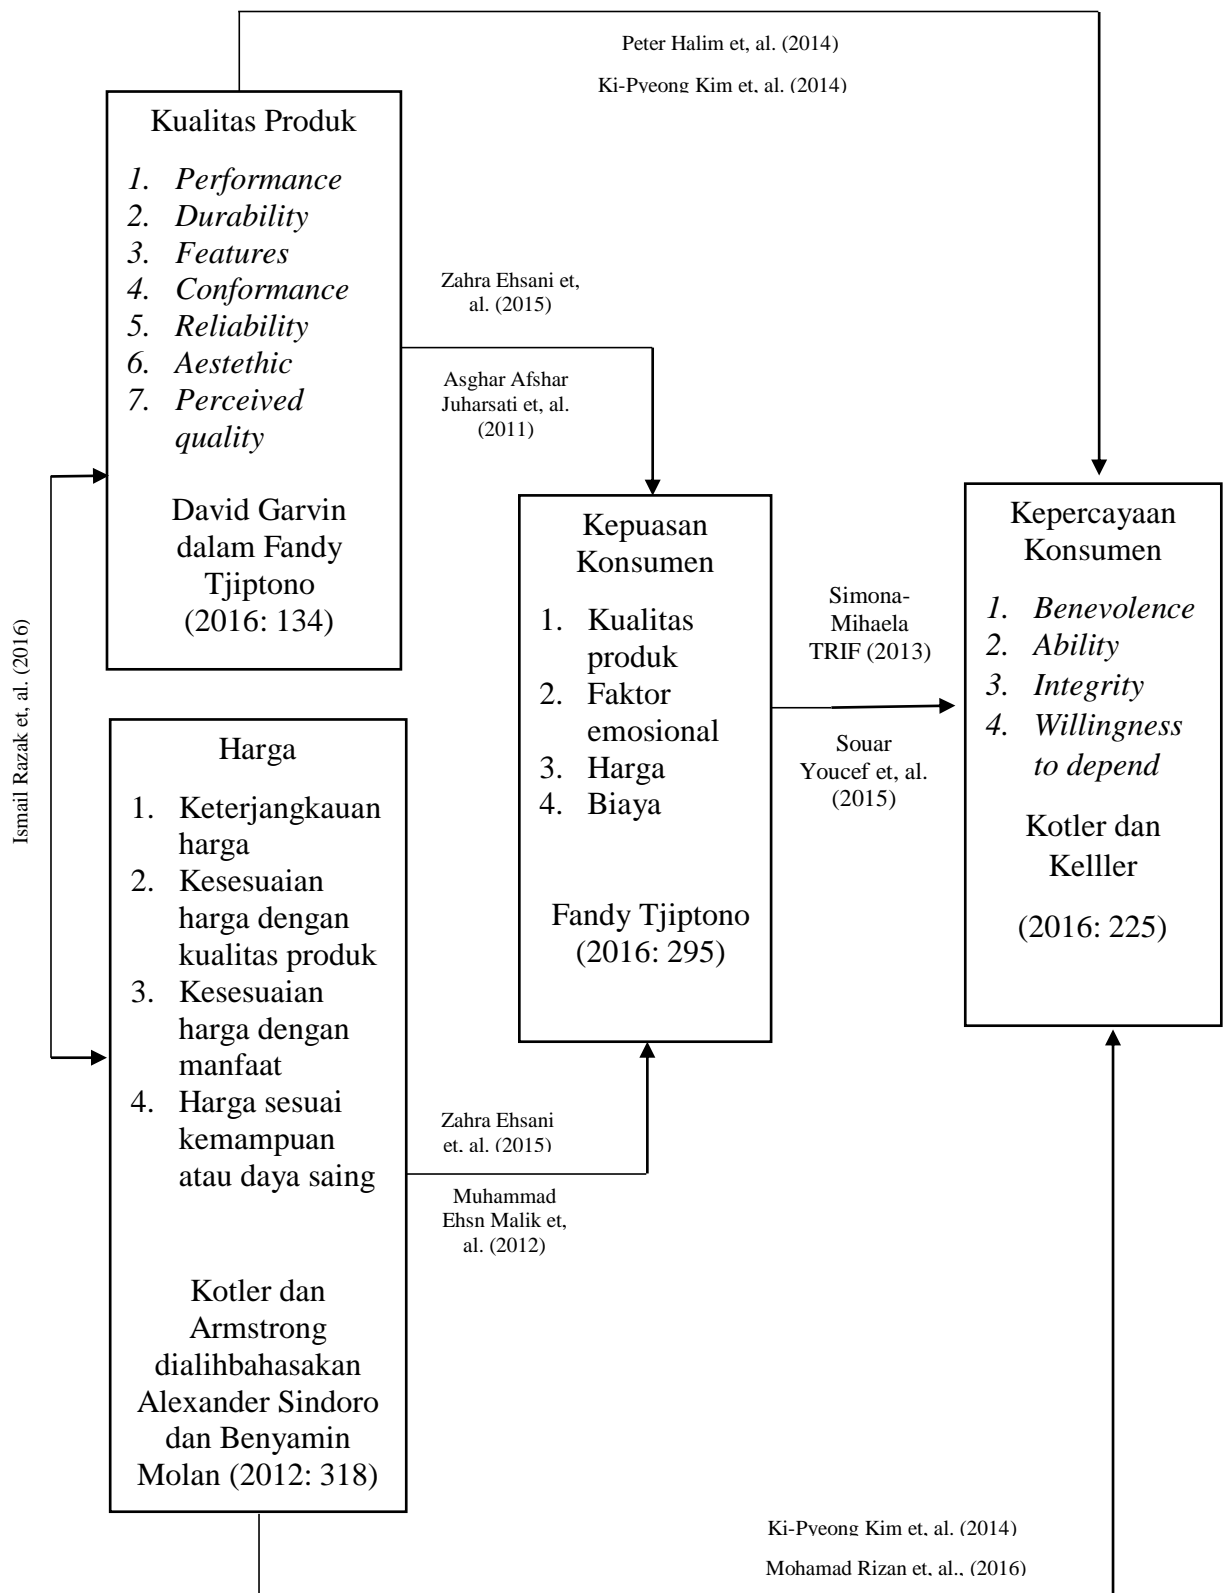 Peter Halim et, al. (2014)
Ki-Pyeong Kim et, al. (2014)
Kualitas Produk
1. Performance
2. Durability
3. Features
4. Conformance
5. Reliability
6. Aestethic
7. Perceived
quality
David Garvin
dalam Fandy
Tjiptono
(2016: 134)
Zahra Ehsani et,
al. (2015)
Asghar Afshar
Juharsati et, al.
(2011)
Ismail Razak et, al. (2016)
Kepuasan
Konsumen
1. Kualitas
produk
2. Faktor
emosional
3. Harga
4. Biaya
Fandy Tjiptono
(2016: 295)
Simona-
Mihaela
TRIF (2013)
Souar
Youcef et, al.
(2015)
Kepercayaan
Konsumen
1. Benevolence
2. Ability
3. Integrity
4. Willingness
to depend
Kotler dan
Kelller
(2016: 225)
Harga
1. Keterjangkauan
harga
2. Kesesuaian
harga dengan
kualitas produk
3. Kesesuaian
harga dengan
manfaat
4. Harga sesuai
kemampuan
atau daya saing
Kotler dan
Armstrong
dialihbahasakan
Alexander Sindoro
dan Benyamin
Molan (2012: 318)
Zahra Ehsani
et, al. (2015)
Muhammad
Ehsn Malik et,
al. (2012)
Ki-Pyeong Kim et, al. (2014)
Mohamad Rizan et, al., (2016)